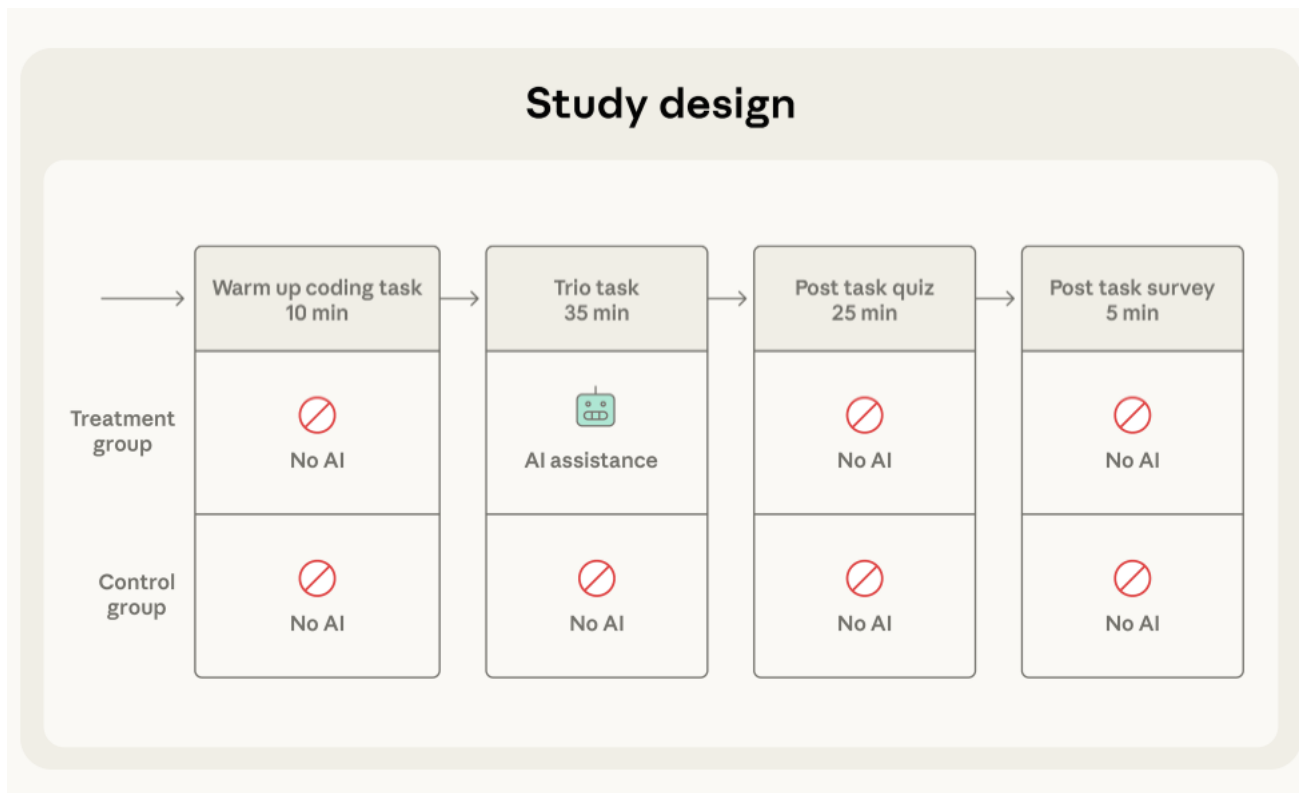 Study design
Warm up coding task
10 min
Trio task
35 min
Post task quiz
25 min
Post task survey
5 min
Treatment
group
No AI
AI assistance
No AI
No AI
Control
group
No AI
No AI
No AI
No AI